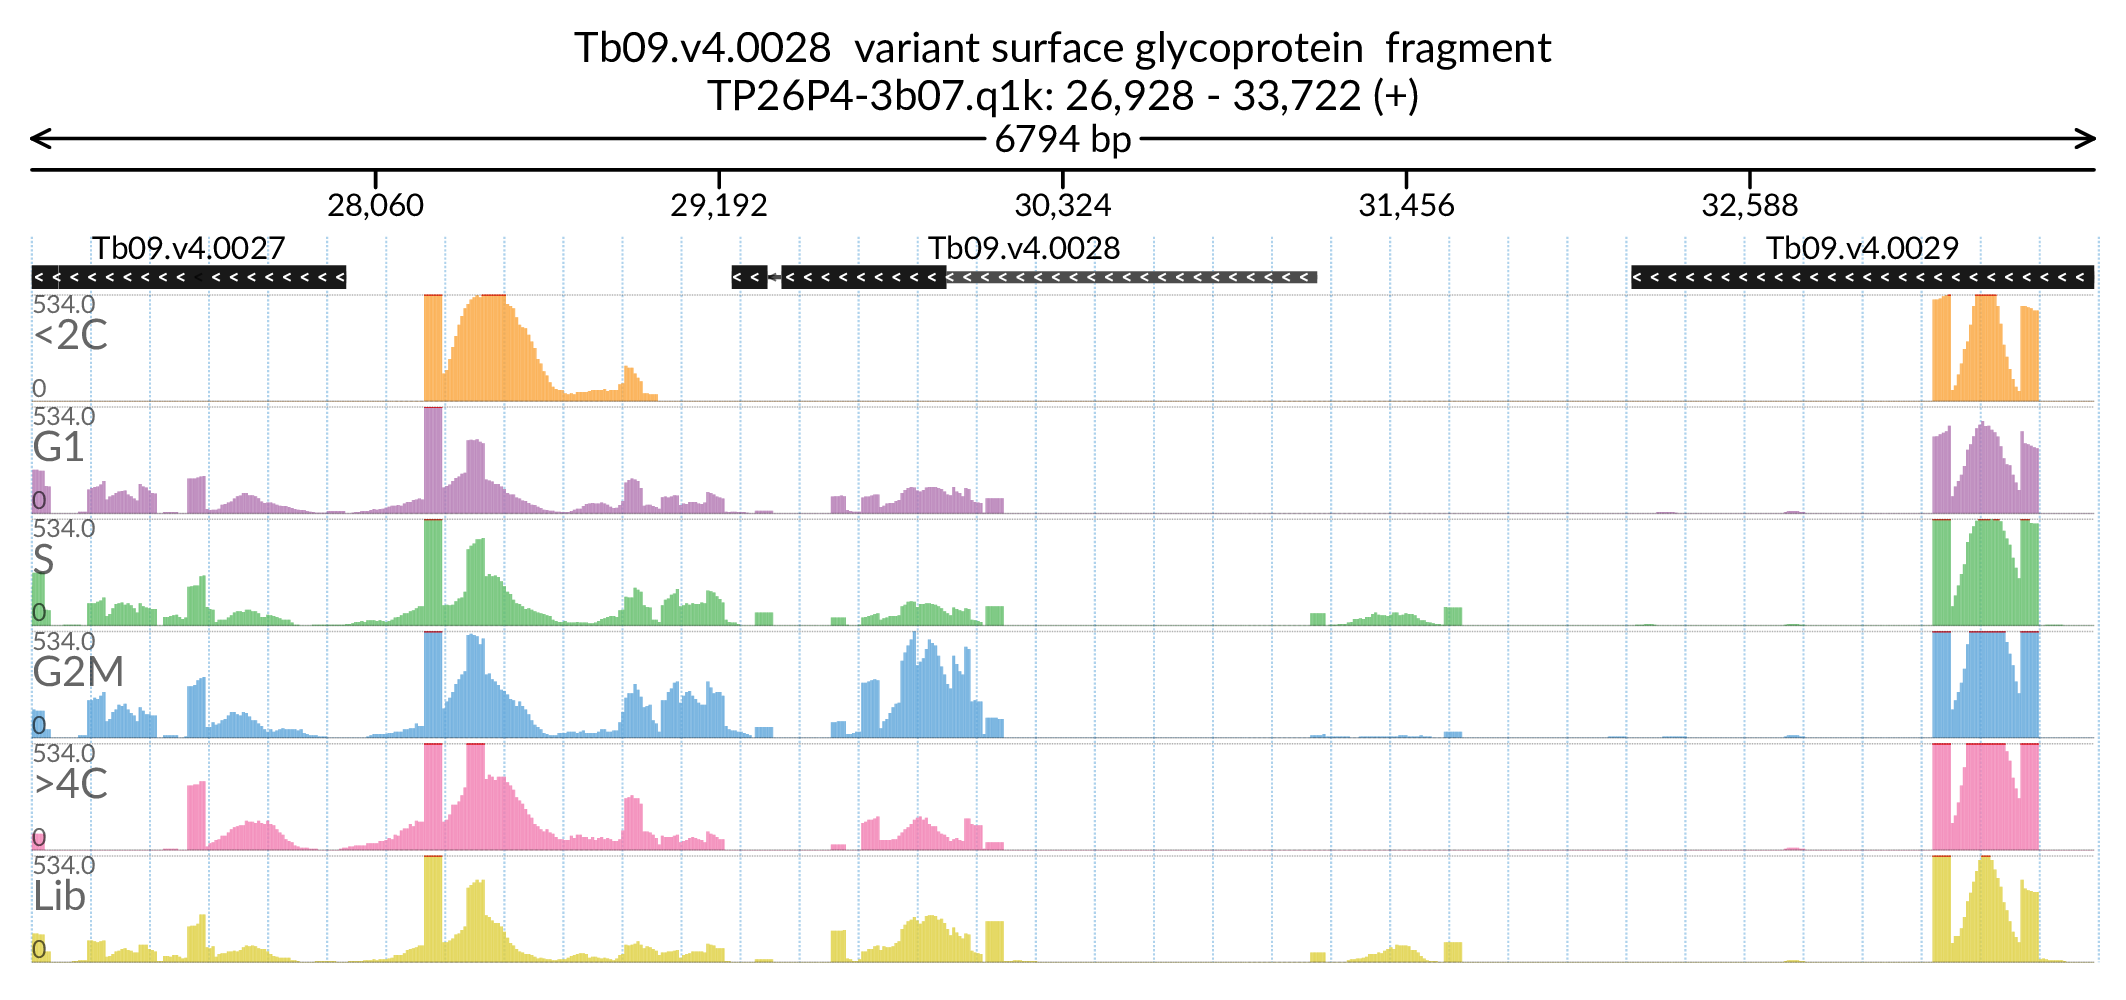 Tb09.v4.0028 variant surface glycoprotein fragment
TP26P4-3b07.q1k: 26,928 - 33,722 (+)
6794 bp
28,060 29,192 30,324 31,456 32,588
Tb09.v4.0027 Tb09.v4.0028 Tb09.v4.0029
534.0
<2C
0
534.0
G1
0
534.0
S
0
534.0
G2M
0
534.0
>4C
0
534.0
Lib
0